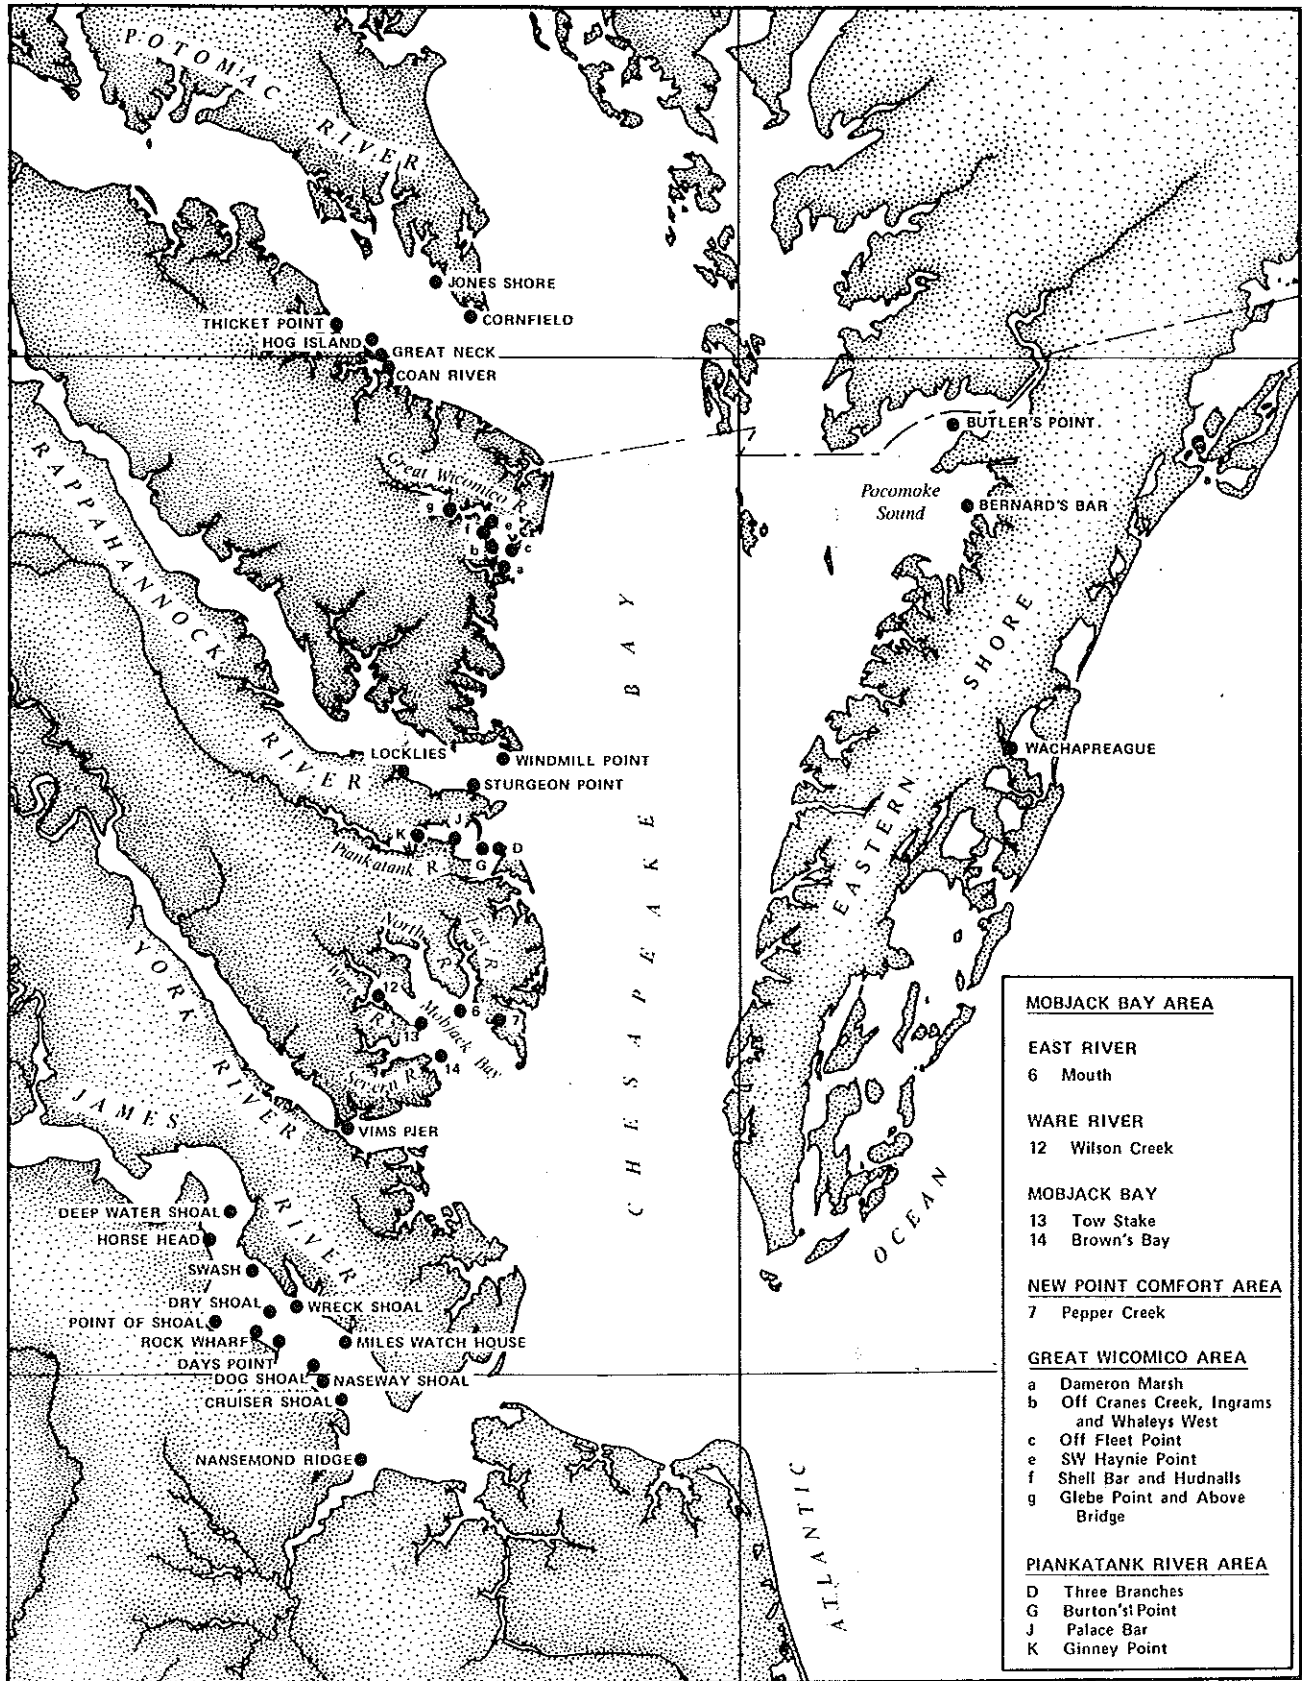 POTOMAC
RIVER
JONES SHORE
THICKET POINT
CORNFIELD
HOG ISLAND
GREAT NECK
COAN RIVER
BUTLER'S POINT
RAPPAHANNOCK
RIVER
Great Wicomico R.
g
e
b
c
a
Pocomoke
Sound
BERNARD'S BAR
CHESAPEAKE BAY
EASTERN SHORE
LOCKLIES
WINDMILL POINT
STURGEON POINT
WACHAPREAGUE
K
J
G
D
Piankatank R.
YORK
RIVER
North R.
East R.
Ware R.
12
6
7
13
14
Mobjack Bay
Severn R.
VIMS PIER
JAMES
RIVER
DEEP WATER SHOAL
HORSE HEAD
SWASH
DRY SHOAL
WRECK SHOAL
POINT OF SHOAL
ROCK WHARF
MILES WATCH HOUSE
DAYS POINT
DOG SHOAL
NASEWAY SHOAL
CRUISER SHOAL
NANSEMOND RIDGE
ATLANTIC
OCEAN
MOBJACK BAY AREA
EAST RIVER
6 Mouth
WARE RIVER
12 Wilson Creek
MOBJACK BAY
13 Tow Stake
14 Brown's Bay
NEW POINT COMFORT AREA
7 Pepper Creek
GREAT WICOMICO AREA
a Dameron Marsh
b Off Cranes Creek, Ingrams
and Whaleys West
c Off Fleet Point
e SW Haynie Point
f Shell Bar and Hudnalls
g Glebe Point and Above
Bridge
PIANKATANK RIVER AREA
D Three Branches
G Burton's Point
J Palace Bar
K Ginney Point